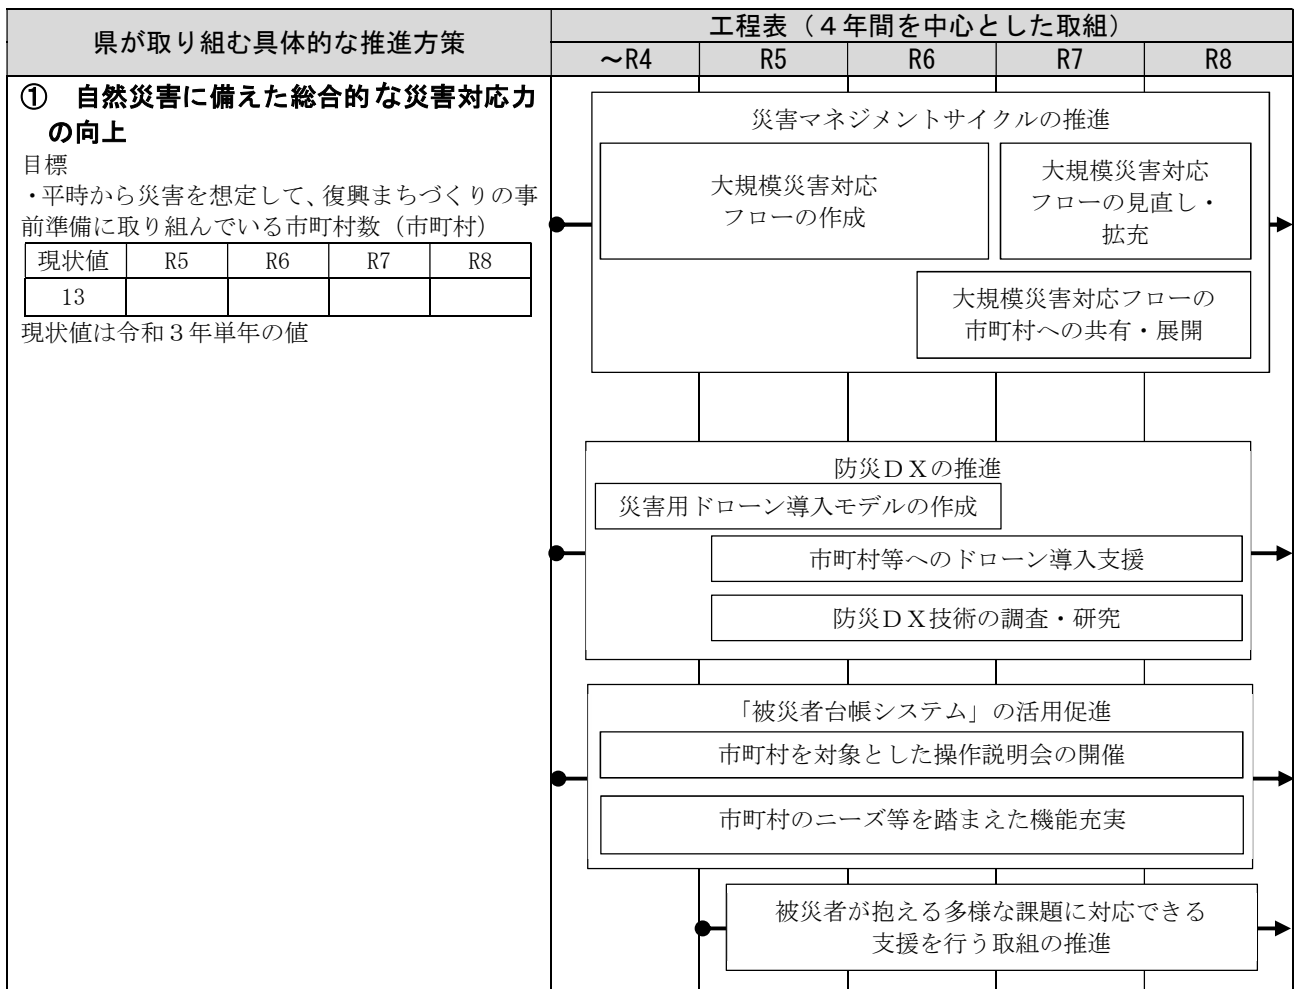 県が取り組む具体的な推進方策
工程表（４年間を中心とした取組）
～R4
R5
R6
R7
R8
①　自然災害に備えた総合的な災害対応力
の向上
目標
・平時から災害を想定して、復興まちづくりの事
前準備に取り組んでいる市町村数（市町村）
現状値
R5
R6
R7
R8
13
現状値は令和３年単年の値
災害マネジメントサイクルの推進
大規模災害対応
フローの作成
大規模災害対応
フローの見直し・
拡充
大規模災害対応フローの
市町村への共有・展開
防災ＤＸの推進
災害用ドローン導入モデルの作成
市町村等へのドローン導入支援
防災ＤＸ技術の調査・研究
「被災者台帳システム」の活用促進
市町村を対象とした操作説明会の開催
市町村のニーズ等を踏まえた機能充実
被災者が抱える多様な課題に対応できる
支援を行う取組の推進